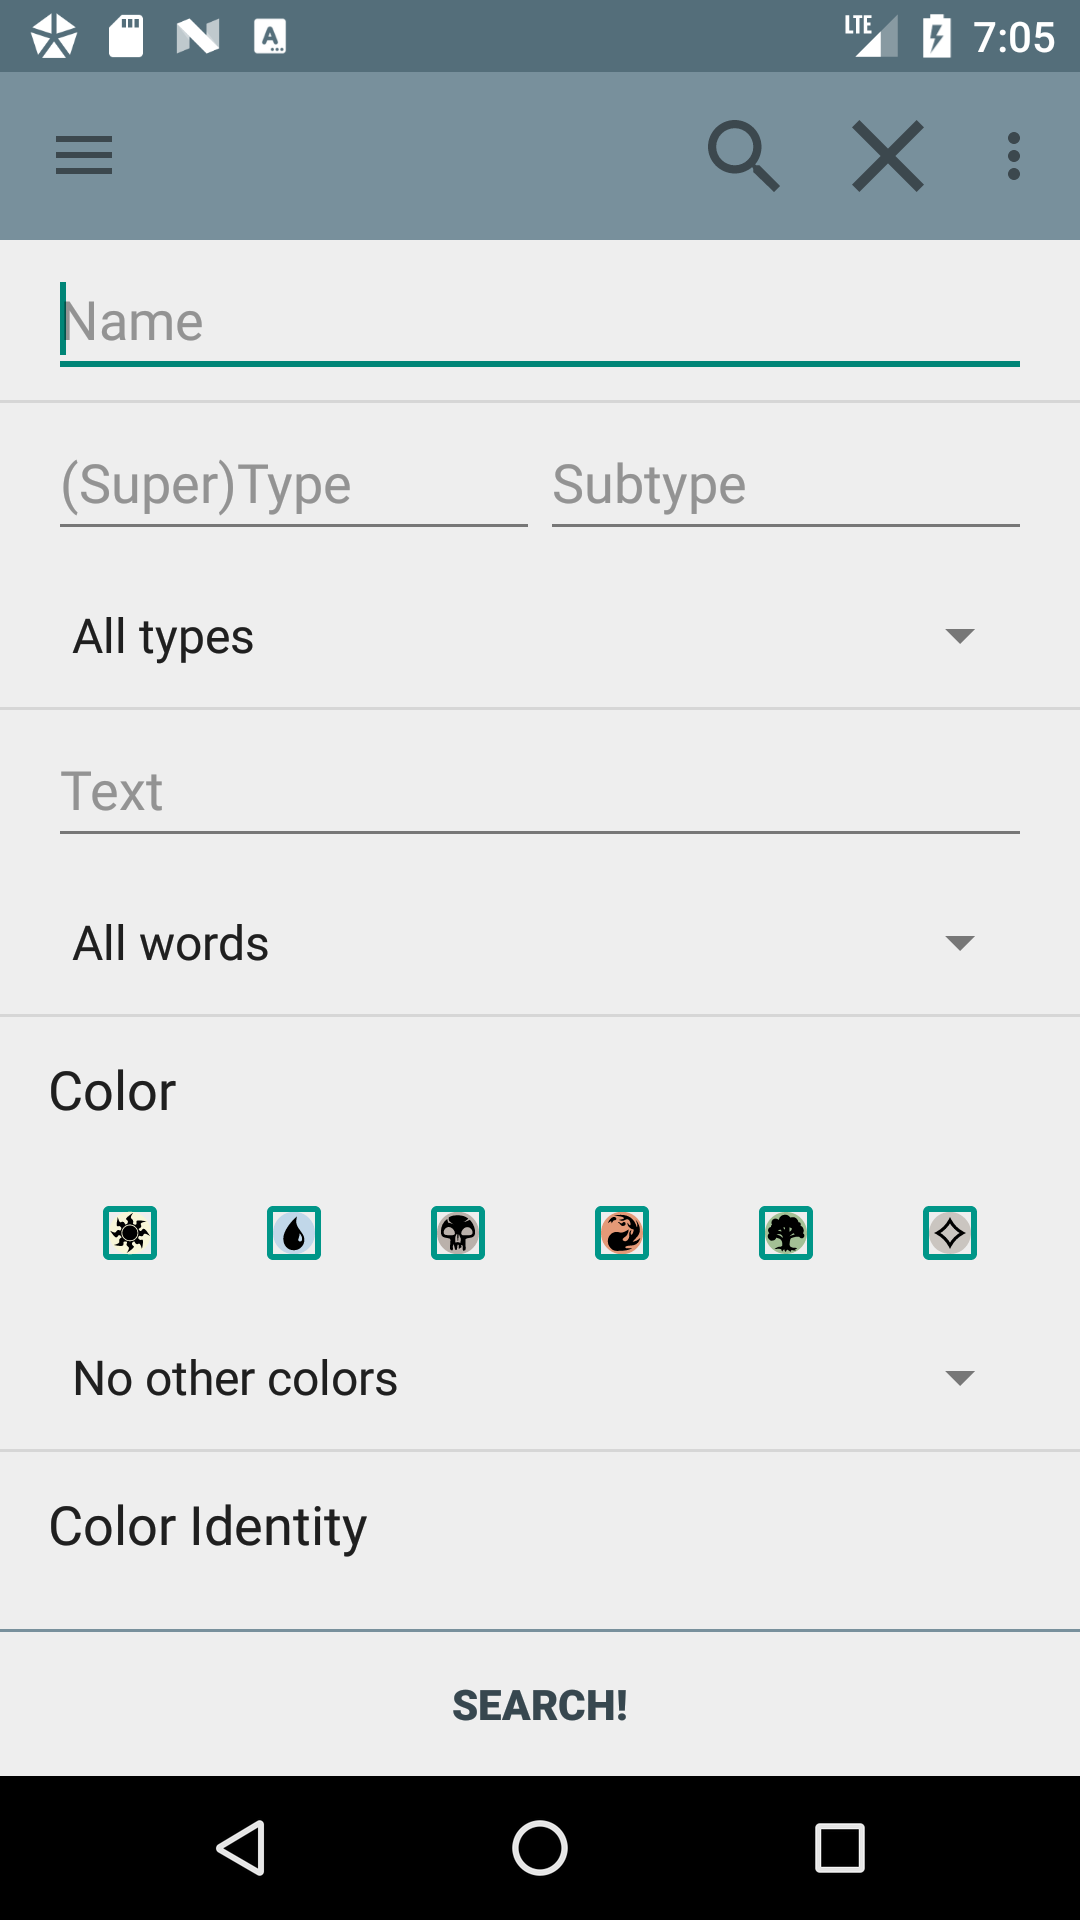 LTE 7:05
Name
(Super)Type Subtype
All types
Text
All words
Color
No other colors
Color Identity
SEARCH!